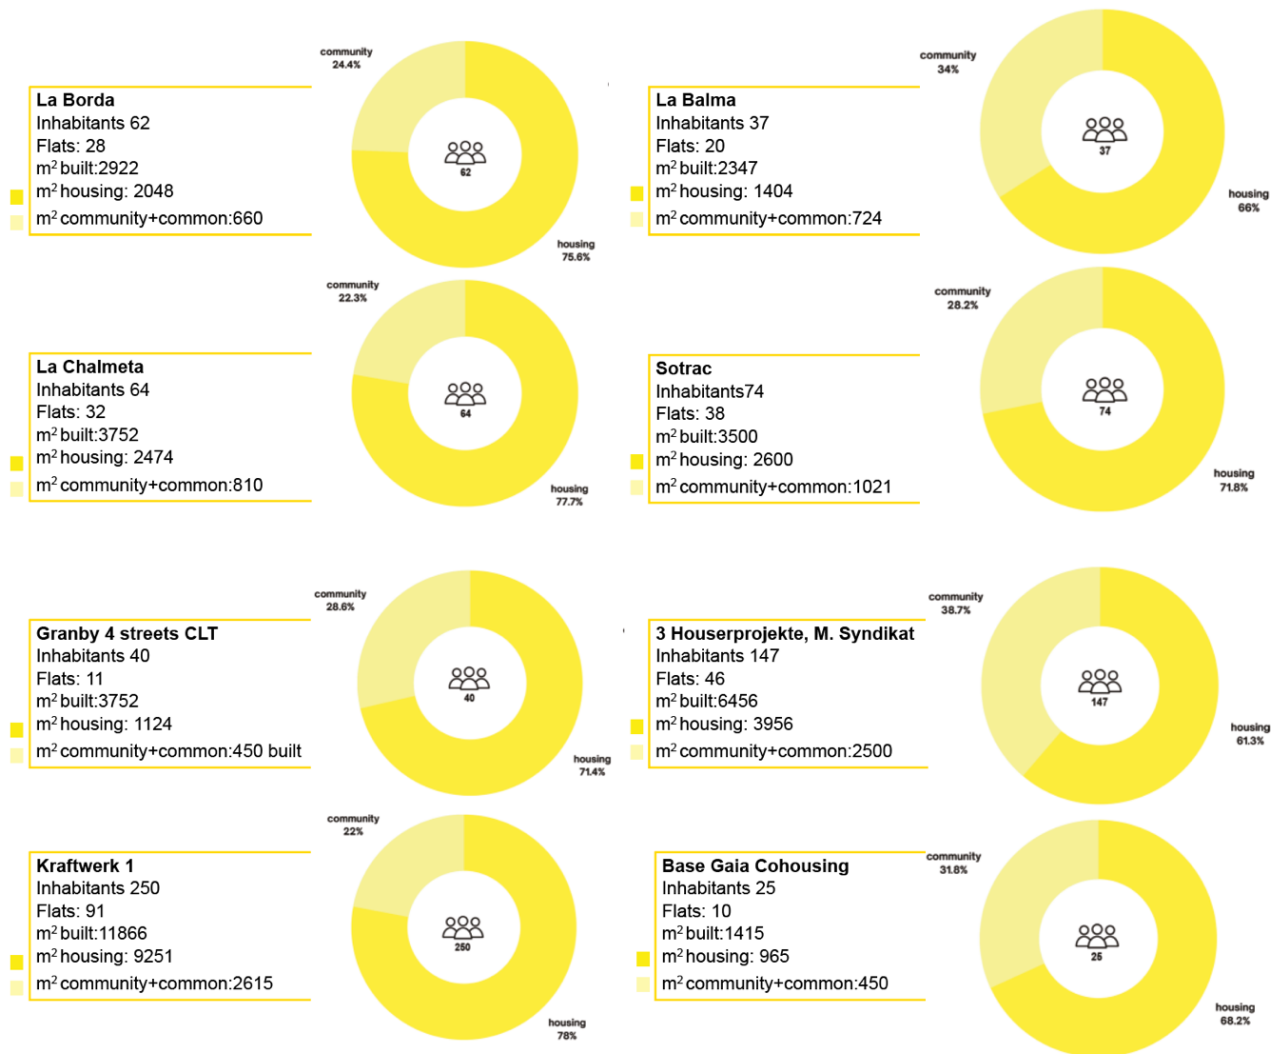 La Borda
Inhabitants 62
Flats: 28
m² built:2922
m² housing: 2048
m² community+common:660
community
24.4%
62
housing
75.6%
La Balma
Inhabitants 37
Flats: 20
m² built:2347
m² housing: 1404
m² community+common:724
community
34%
37
housing
66%
La Chalmeta
Inhabitants 64
Flats: 32
m² built:3752
m² housing: 2474
m² community+common:810
community
22.3%
64
housing
77.7%
Sotrac
Inhabitants74
Flats: 38
m² built:3500
m² housing: 2600
m² community+common:1021
community
28.2%
74
housing
71.8%
Granby 4 streets CLT
Inhabitants 40
Flats: 11
m² built:3752
m² housing: 1124
m² community+common:450 built
community
28.6%
40
housing
71.4%
3 Houserprojekte, M. Syndikat
Inhabitants 147
Flats: 46
m² built:6456
m² housing: 3956
m² community+common:2500
community
38.7%
147
housing
61.3%
Kraftwerk 1
Inhabitants 250
Flats: 91
m² built:11866
m² housing: 9251
m² community+common:2615
community
22%
250
housing
78%
Base Gaia Cohousing
Inhabitants 25
Flats: 10
m² built:1415
m² housing: 965
m² community+common:450
community
31.8%
25
housing
68.2%